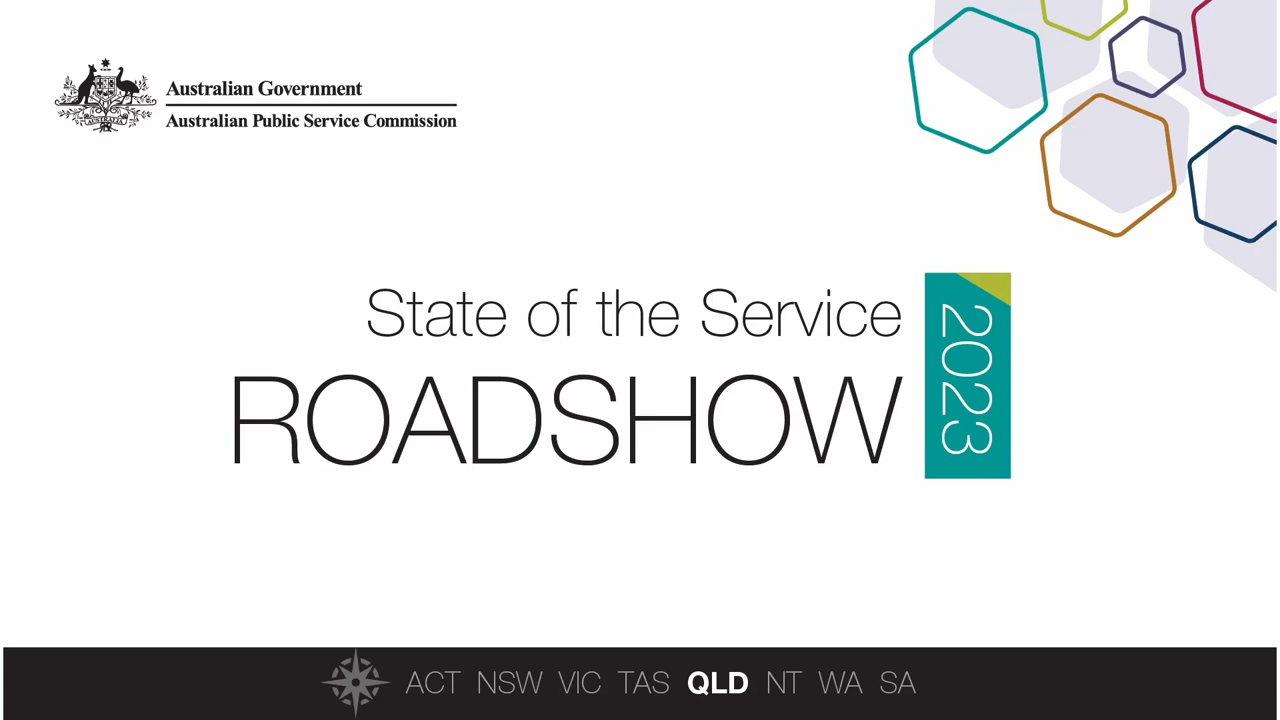 Australian Government
Australian Public Service Commission
State of the Service
ROADSHOW
2023
ACT NSW VIC TAS QLD NT WA SA